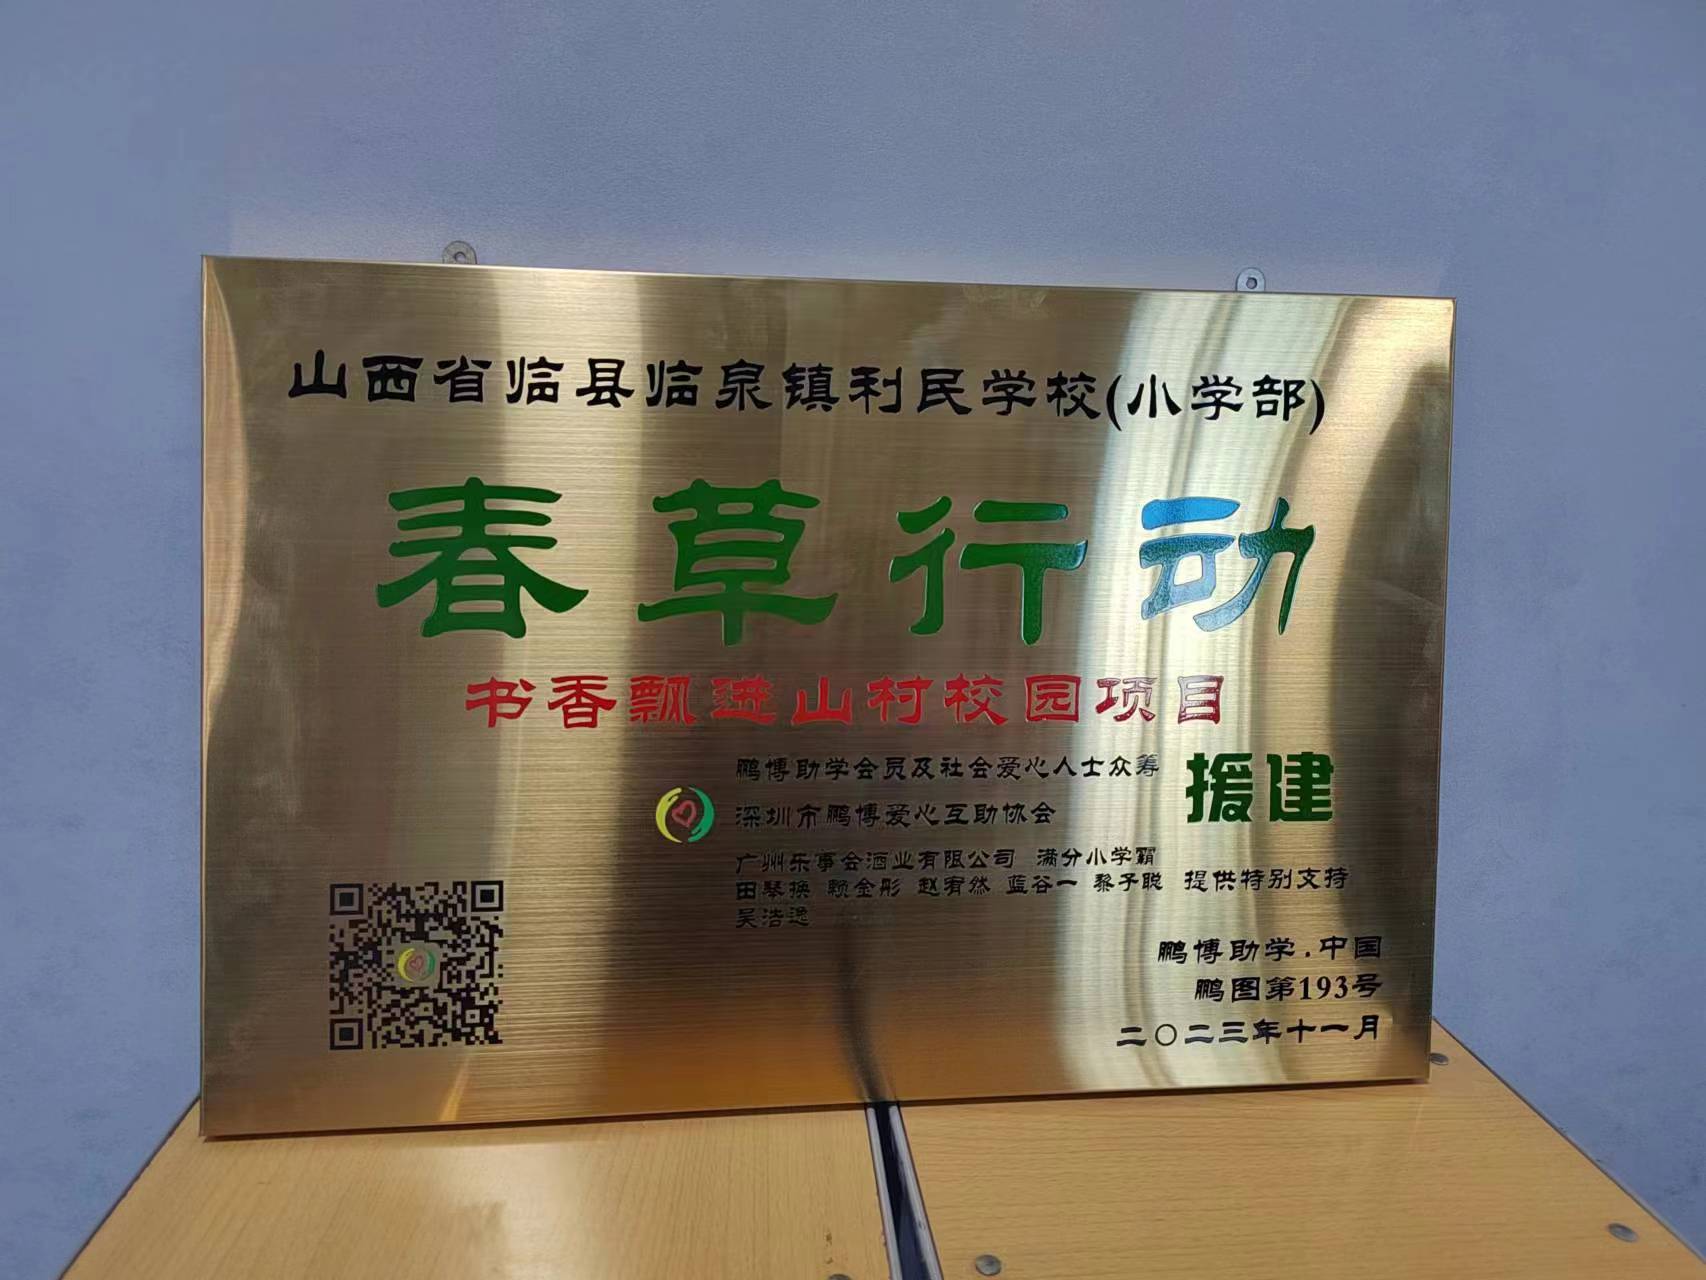 山西省临县临泉镇利民学校(小学部)
春草行动
书香飘进山村校园项目
鹏博助学会员及社会爱心人士众筹
深圳市鹏博爱心互助协会
援建
广州乐事会酒业有限公司 满分小学霸
田琴换 赖金彤 赵宥然 蓝谷一 黎子聪 提供特别支持
吴浩逸
鹏博助学.中国
鹏图第193号
二〇二三年十一月